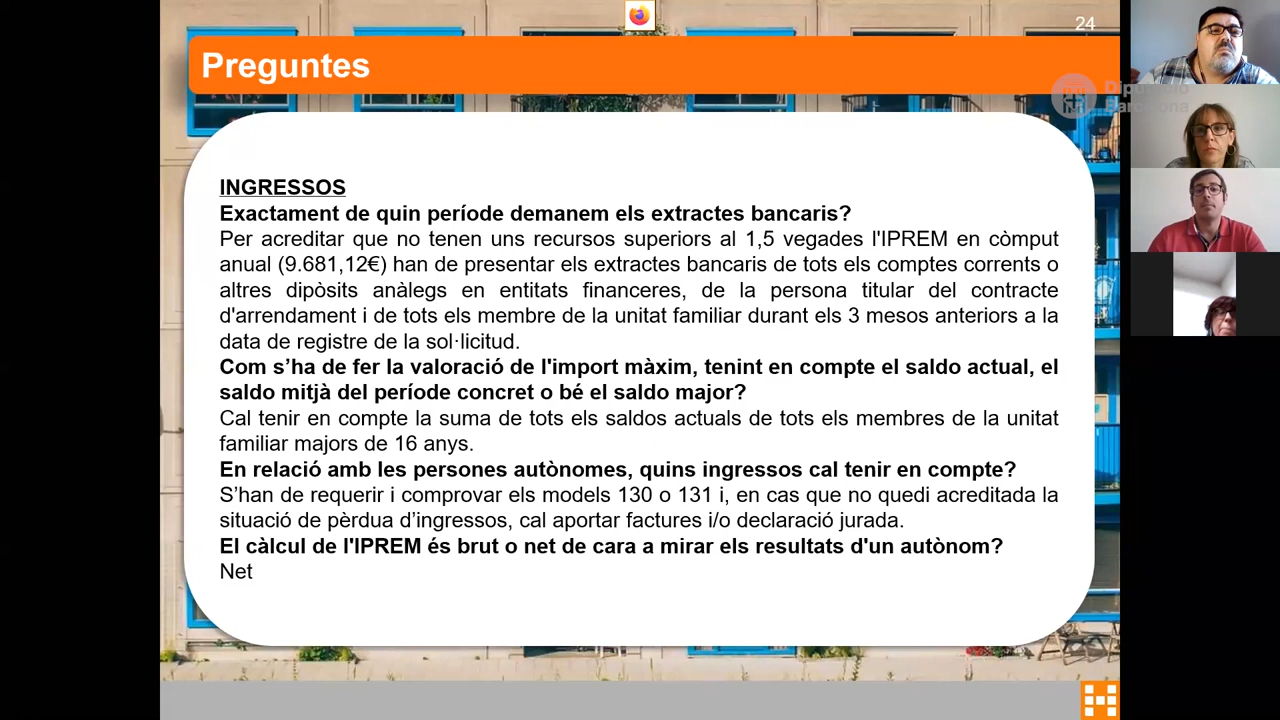 24
Preguntes
Diputació
Barcelona
INGRESSOS
Exactament de quin període demanem els extractes bancaris?
Per acreditar que no tenen uns recursos superiors al 1,5 vegades l'IPREM en còmput
anual (9.681,12€) han de presentar els extractes bancaris de tots els comptes corrents o
altres dipòsits anàlegs en entitats financeres, de la persona titular del contracte
d'arrendament i de tots els membre de la unitat familiar durant els 3 mesos anteriors a la
data de registre de la sol·licitud.
Com s’ha de fer la valoració de l'import màxim, tenint en compte el saldo actual, el
saldo mitjà del període concret o bé el saldo major?
Cal tenir en compte la suma de tots els saldos actuals de tots els membres de la unitat
familiar majors de 16 anys.
En relació amb les persones autònomes, quins ingressos cal tenir en compte?
S’han de requerir i comprovar els models 130 o 131 i, en cas que no quedi acreditada la
situació de pèrdua d’ingressos, cal aportar factures i/o declaració jurada.
El càlcul de l'IPREM és brut o net de cara a mirar els resultats d'un autònom?
Net